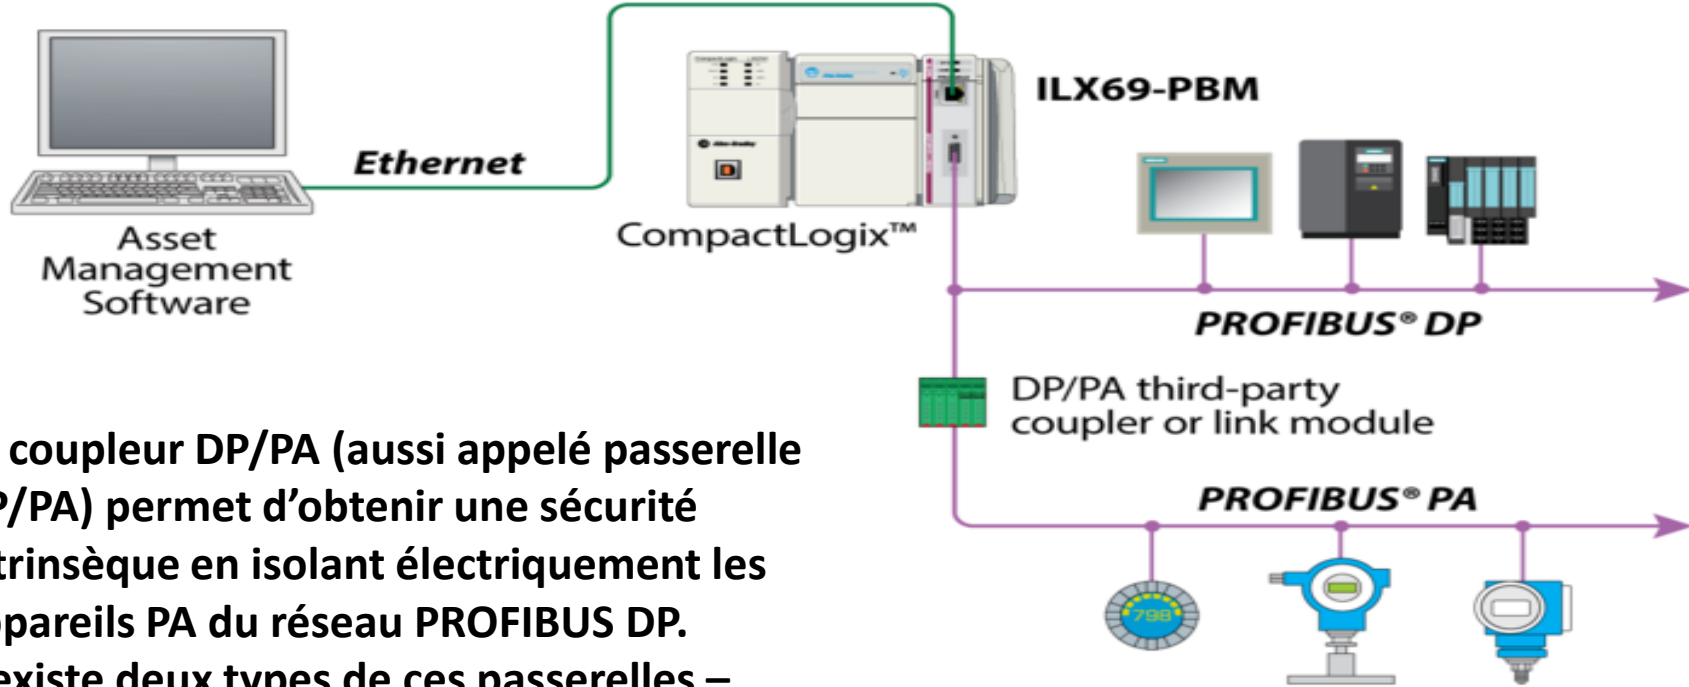 ILX69-PBM
Ethernet
CompactLogix™
Asset
Management
Software
PROFIBUS® DP
DP/PA third-party
coupler or link module
PROFIBUS® PA
798
coupleur DP/PA (aussi appelé passerelle
P/PA) permet d’obtenir une sécurité
trinsèque en isolant électriquement les
ppareils PA du réseau PROFIBUS DP.
existe deux types de ces passerelles –